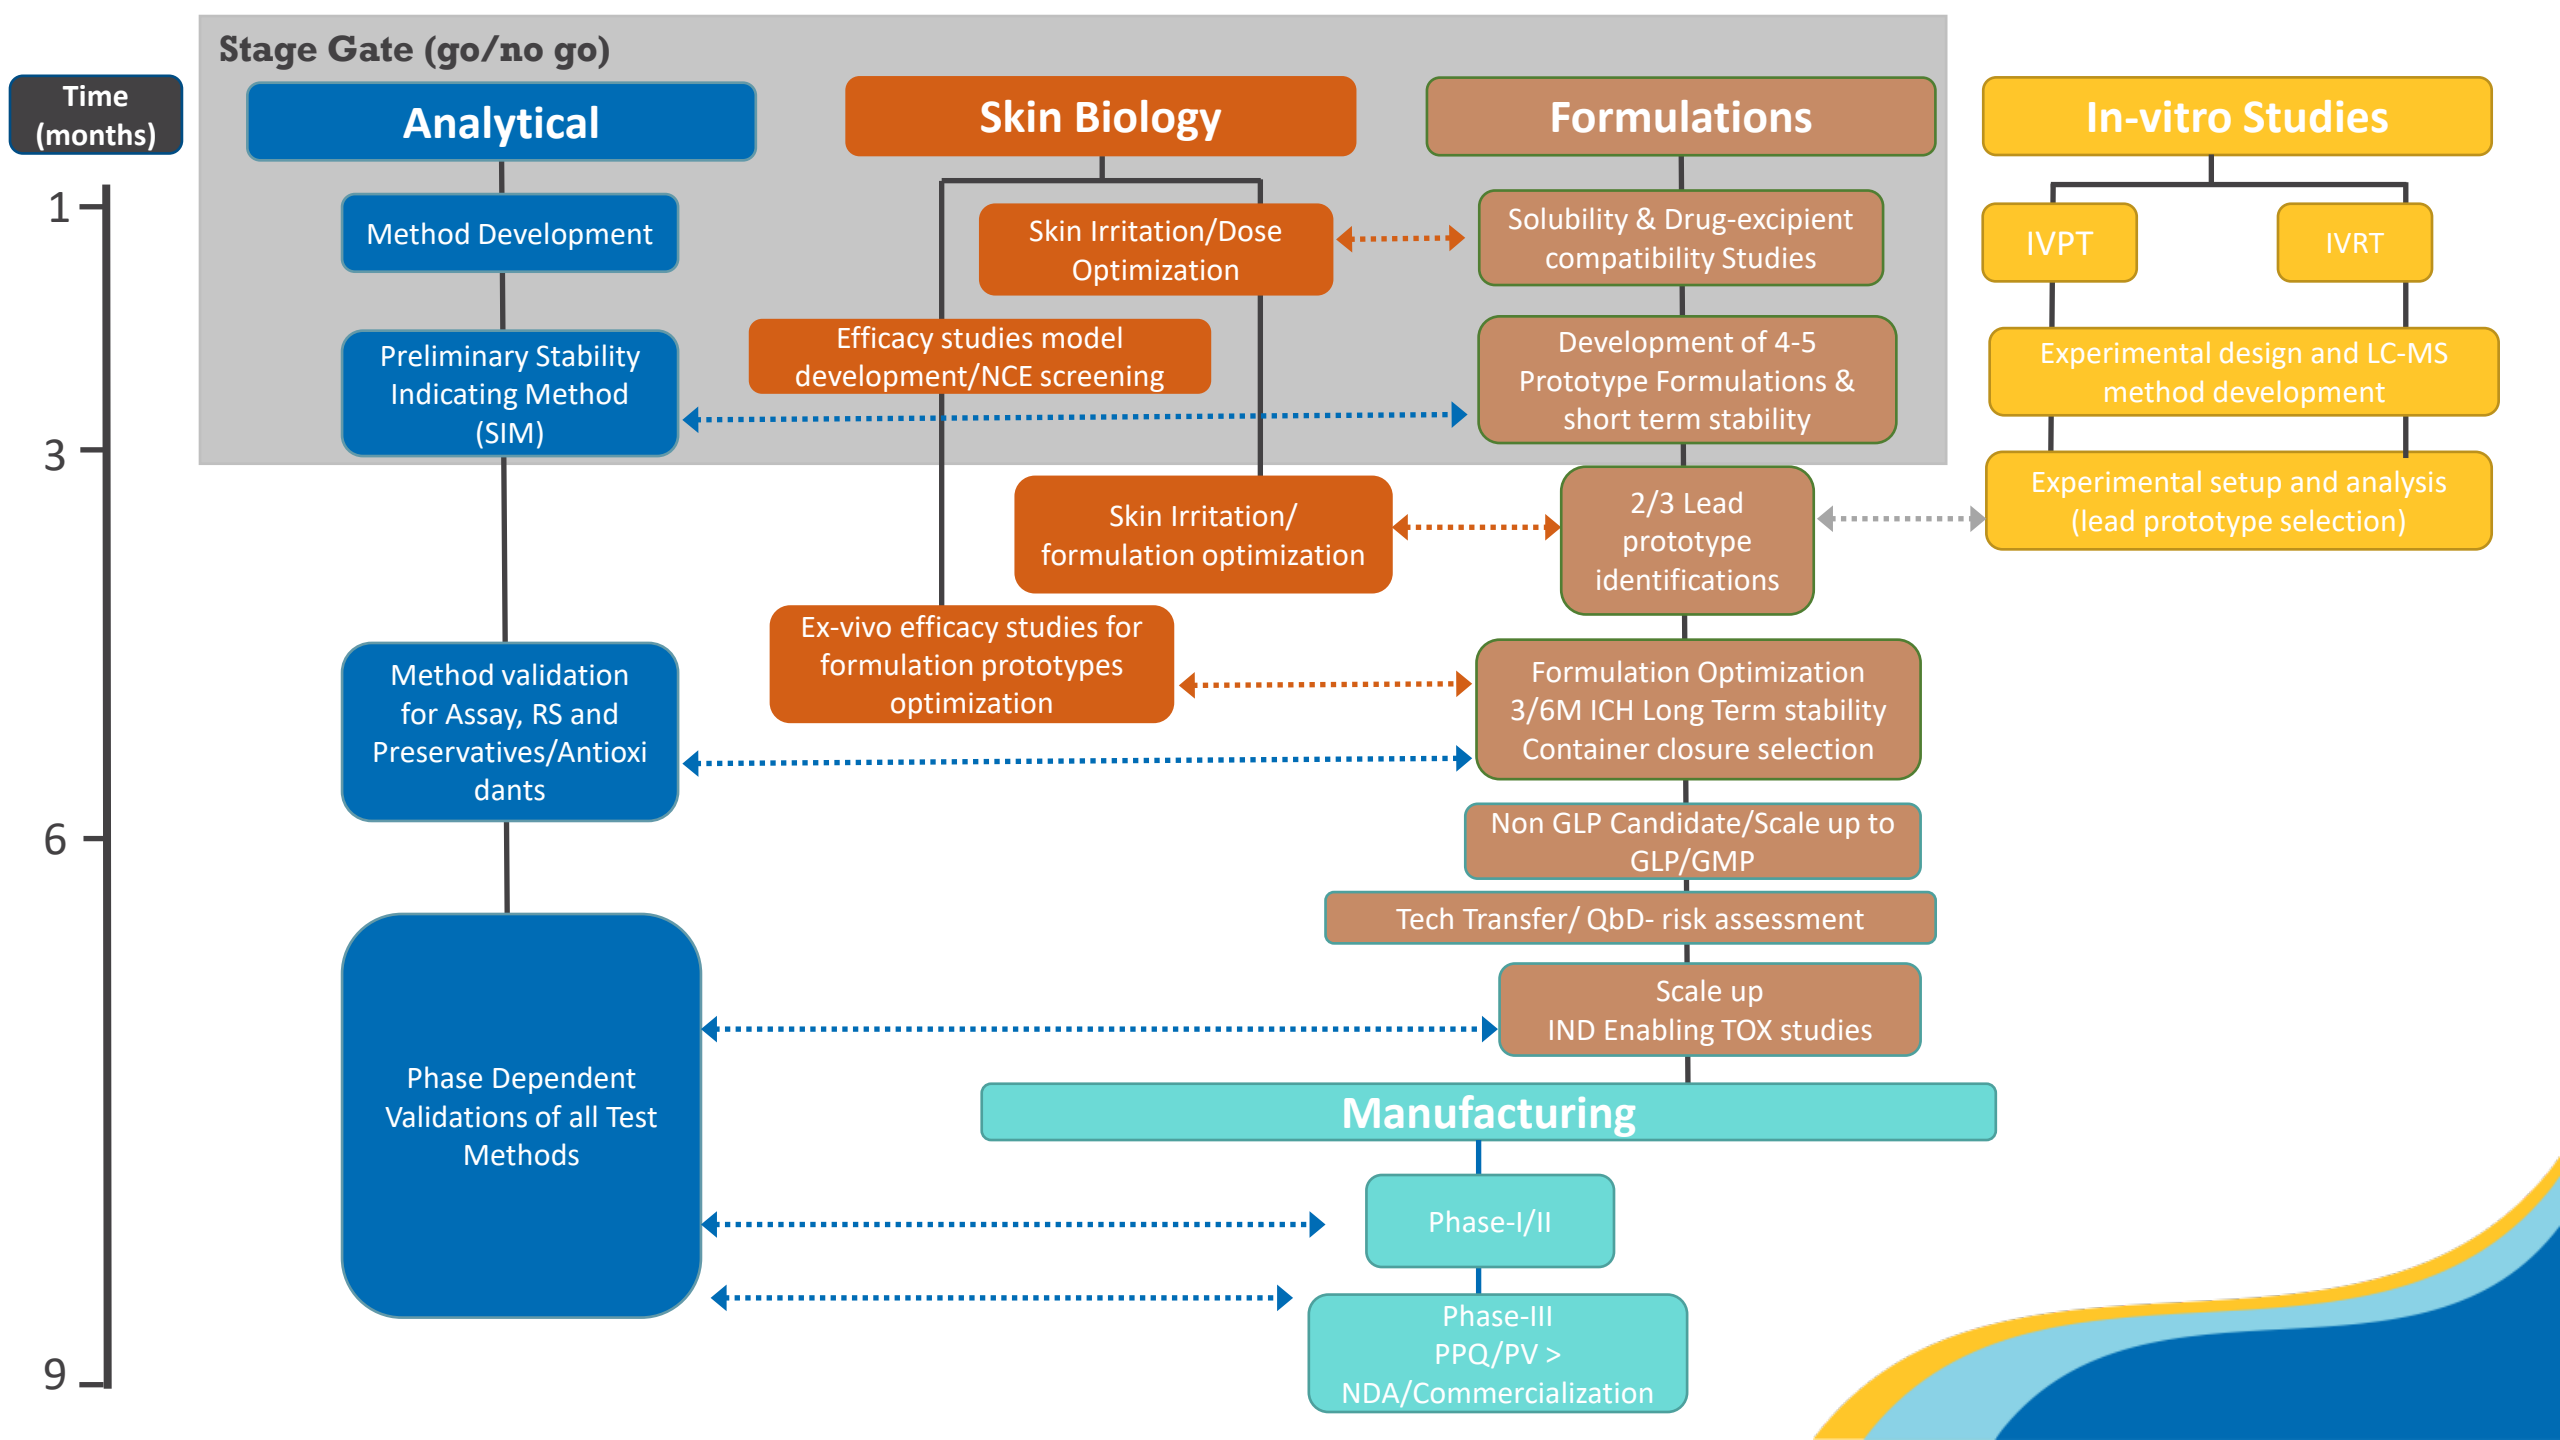 Stage Gate (go/no go)
Time
(months)
1
3
6
9
Analytical
Method Development
Preliminary Stability
Indicating Method
(SIM)
Method validation
for Assay, RS and
Preservatives/Antioxi
dants
Phase Dependent
Validations of all Test
Methods
Skin Biology
Skin Irritation/Dose
Optimization
Efficacy studies model
development/NCE screening
Skin Irritation/
formulation optimization
Ex-vivo efficacy studies for
formulation prototypes
optimization
Formulations
Solubility & Drug-excipient
compatibility Studies
Development of 4-5
Prototype Formulations &
short term stability
2/3 Lead
prototype
identifications
Formulation Optimization
3/6M ICH Long Term stability
Container closure selection
Non GLP Candidate/Scale up to
GLP/GMP
Tech Transfer/ QbD- risk assessment
Scale up
IND Enabling TOX studies
Manufacturing
Phase-I/II
Phase-III
PPQ/PV >
NDA/Commercialization
In-vitro Studies
IVPT
IVRT
Experimental design and LC-MS
method development
Experimental setup and analysis
(lead prototype selection)